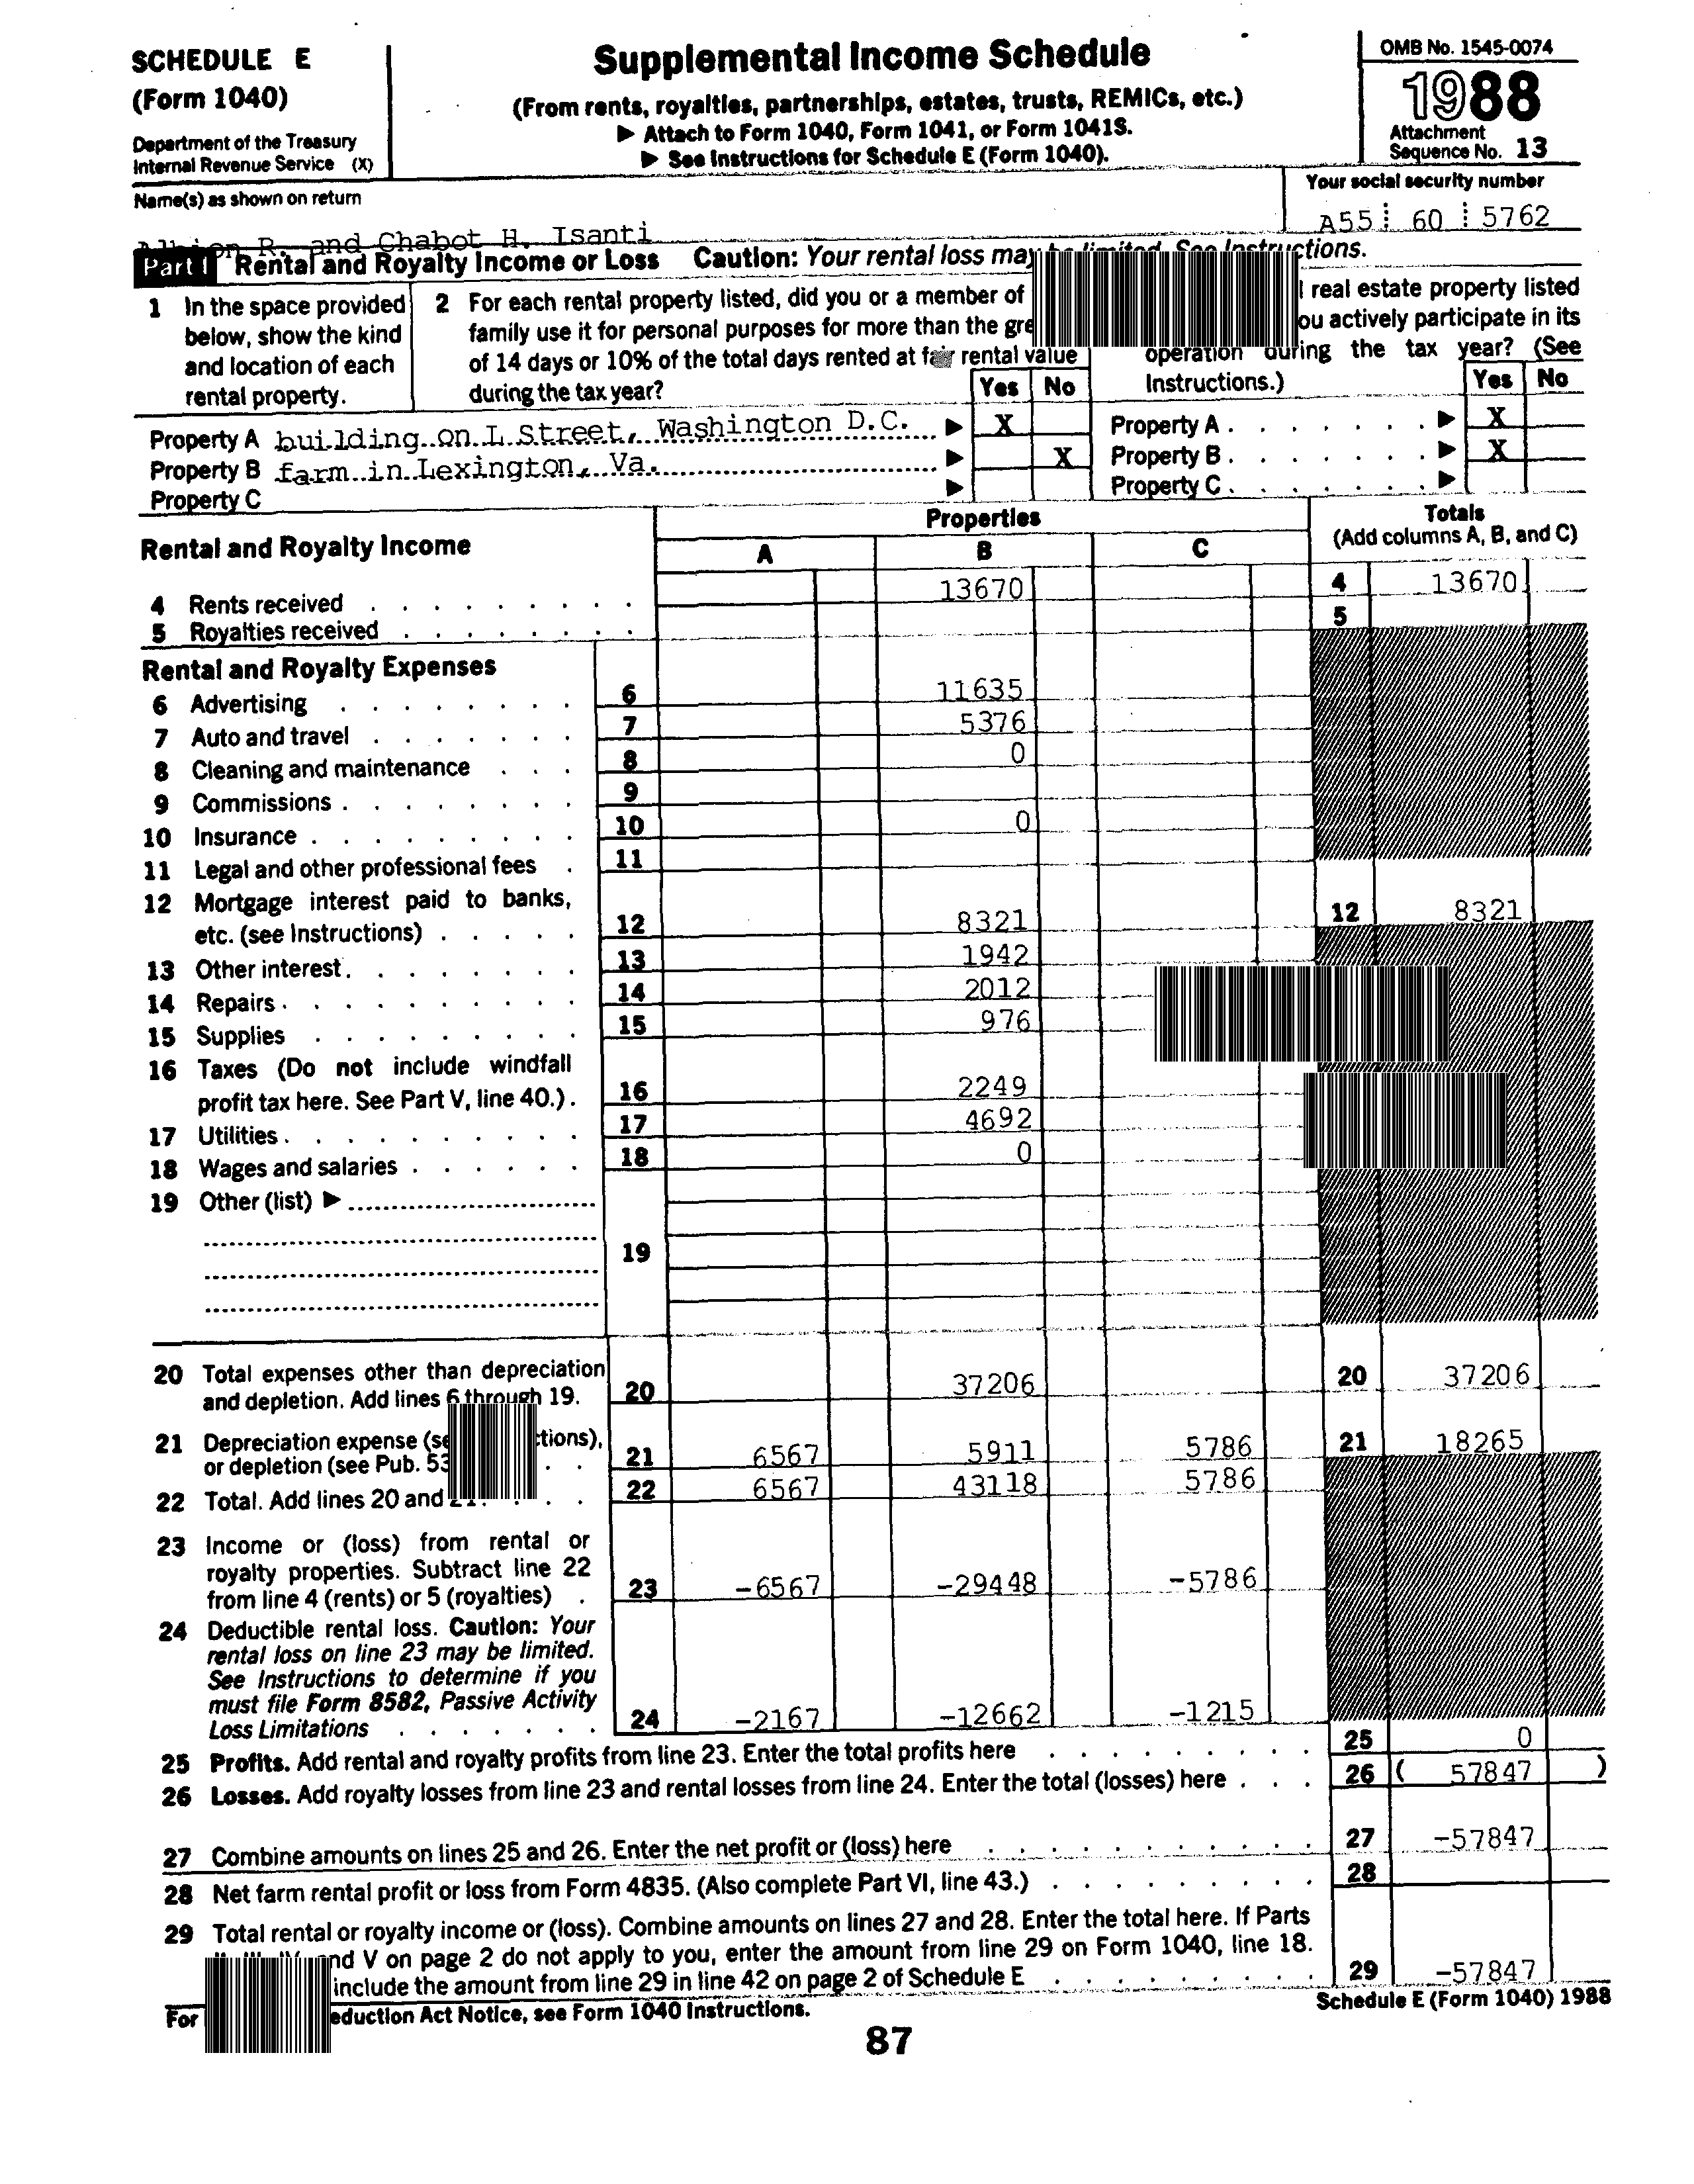 SCHEDULE E
(Form 1040)
Department of the Treasury
Internal Revenue Service (X)
Supplemental Income Schedule
(From rents, royalties, partnerships, estates, trusts, REMICs, etc.)
▶ Attach to Form 1040, Form 1041, or Form 1041S.
▶ See Instructions for Schedule E (Form 1040).
OMB No. 1545-0074
1988
Attachment
Sequence No. 13
Name(s) as shown on return
Your social security number
Albion R. and Chabot H. Isanti
A55 60 5762
Part I Rental and Royalty Income or Loss Caution: Your rental loss may be limited. See Instructions.
1 In the space provided below, show the kind and location of each rental property.
2 For each rental property listed, did you or a member of
family use it for personal purposes for more than the
of 14 days or 10% of the total days rented at fair rental value
during the tax year?
Yes No
real estate property listed
actively participate in its
operation during the tax year? (See
Instructions.)
Yes No
Property A building on L Street, Washington D.C. ▶ X Property A ▶ X
Property B farm in Lexington, Va. ▶ X Property B ▶ X
Property C ▶ Property C ▶
Rental and Royalty Income
Properties
A B C
Totals
(Add columns A, B, and C)
4 Rents received 13670 4 13670
5 Royalties received 5
Rental and Royalty Expenses
6 Advertising 6 11635
7 Auto and travel 7 5376
8 Cleaning and maintenance 8 0
9 Commissions 9
10 Insurance 10 0
11 Legal and other professional fees 11
12 Mortgage interest paid to banks,
etc. (see Instructions) 12 8321 12 8321
13 Other interest 13 1942
14 Repairs 14 2012
15 Supplies 15 976
16 Taxes (Do not include windfall
profit tax here. See Part V, line 40.) 16 2249
17 Utilities 17 4692
18 Wages and salaries 18 0
19 Other (list) ▶
19
20 Total expenses other than depreciation
and depletion. Add lines 6 through 19. 20 37206 20 37206
21 Depreciation expense
or depletion (see Pub. 21 6567 5911 5786 21 18265
22 Total. Add lines 20 and 21. 22 6567 43118 5786
23 Income or (loss) from rental or
royalty properties. Subtract line 22
from line 4 (rents) or 5 (royalties) 23 -6567 -29448 -5786
24 Deductible rental loss. Caution: Your
rental loss on line 23 may be limited.
See Instructions to determine if you
must file Form 8582, Passive Activity
Loss Limitations 24 -2167 -12662 -1215
25 Profits. Add rental and royalty profits from line 23. Enter the total profits here 25 0
26 Losses. Add royalty losses from line 23 and rental losses from line 24. Enter the total (losses) here 26 ( 57847 )
27 Combine amounts on lines 25 and 26. Enter the net profit or (loss) here 27 -57847
28 Net farm rental profit or loss from Form 4835. (Also complete Part VI, line 43.) 28
29 Total rental or royalty income or (loss). Combine amounts on lines 27 and 28. Enter the total here. If Parts
and V on page 2 do not apply to you, enter the amount from line 29 on Form 1040, line 18.
include the amount from line 29 in line 42 on page 2 of Schedule E 29 -57847
For eduction Act Notice, see Form 1040 Instructions.
Schedule E (Form 1040) 1988
87